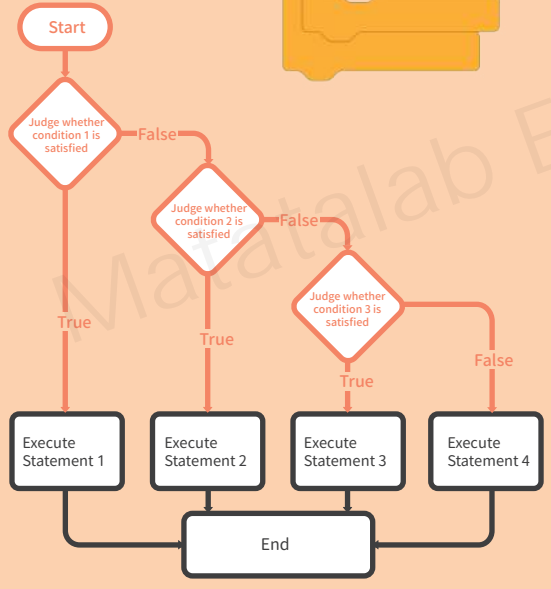 Start
Judge whether
condition 1 is
satisfied
False
Judge whether
condition 2 is
satisfied
False
Judge whether
condition 3 is
satisfied
True
True
True
False
Execute
Statement 1
Execute
Statement 2
Execute
Statement 3
Execute
Statement 4
End
Matatalab E